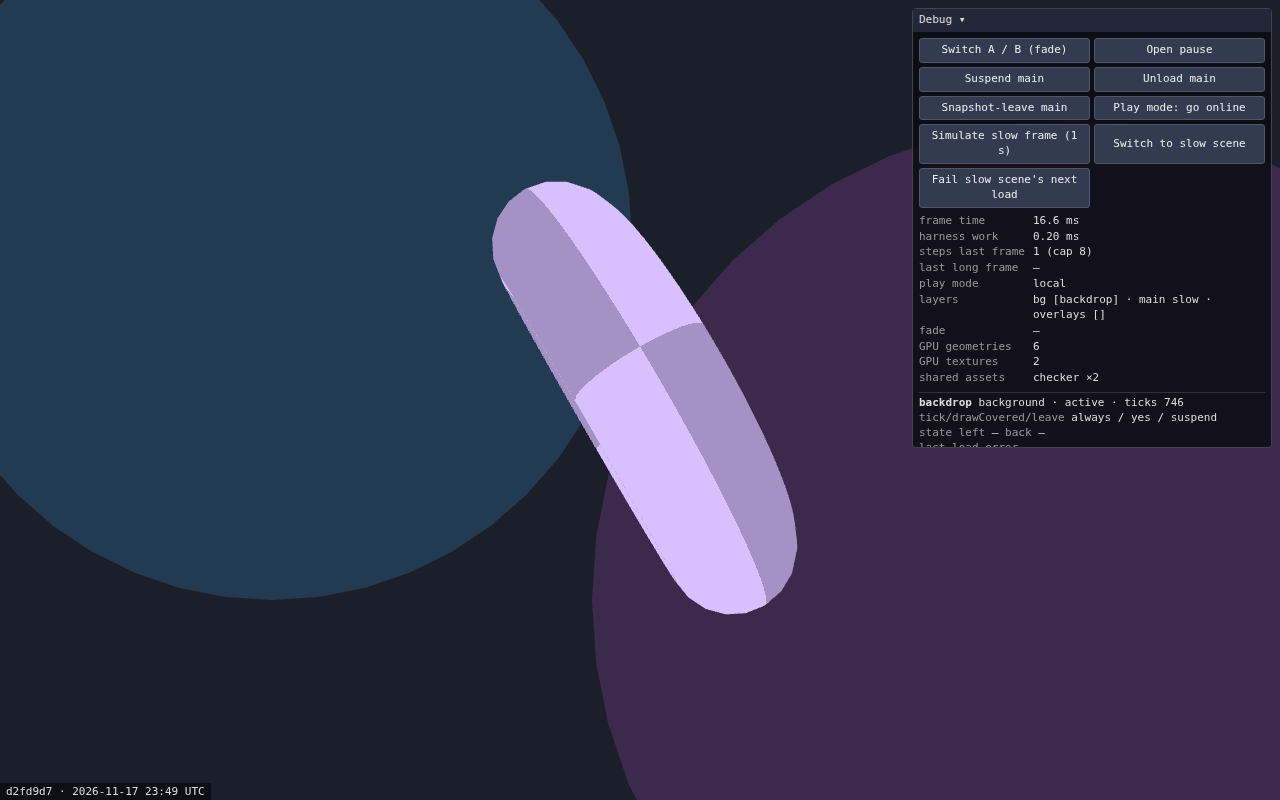 Debug ▾
Switch A / B (fade)
Open pause
Suspend main
Unload main
Snapshot-leave main
Play mode: go online
Simulate slow frame (1
s)
Switch to slow scene
Fail slow scene's next
load
frame time 16.6 ms
harness work 0.20 ms
steps last frame 1 (cap 8)
last long frame —
play mode local
layers bg [backdrop] · main slow ·
overlays []
fade —
GPU geometries 6
GPU textures 2
shared assets checker ×2
backdrop background · active · ticks 746
tick/drawCovered/leave always / yes / suspend
state left — back —
last load error
d2fd9d7 · 2026-11-17 23:49 UTC